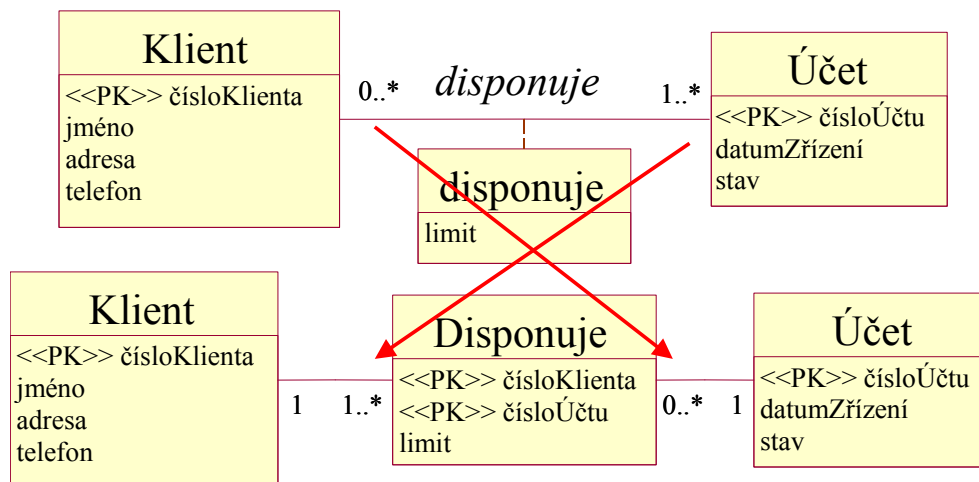 Klient
<<PK>> čísloKlienta
jméno
adresa
telefon
0..*
disponuje
1..*
Účet
<<PK>> čísloÚčtu
datumZřízení
stav
disponuje
limit
Klient
<<PK>> čísloKlienta
jméno
adresa
telefon
1
1..*
Disponuje
<<PK>> čísloKlienta
<<PK>> čísloÚčtu
limit
0..*
1
Účet
<<PK>> čísloÚčtu
datumZřízení
stav